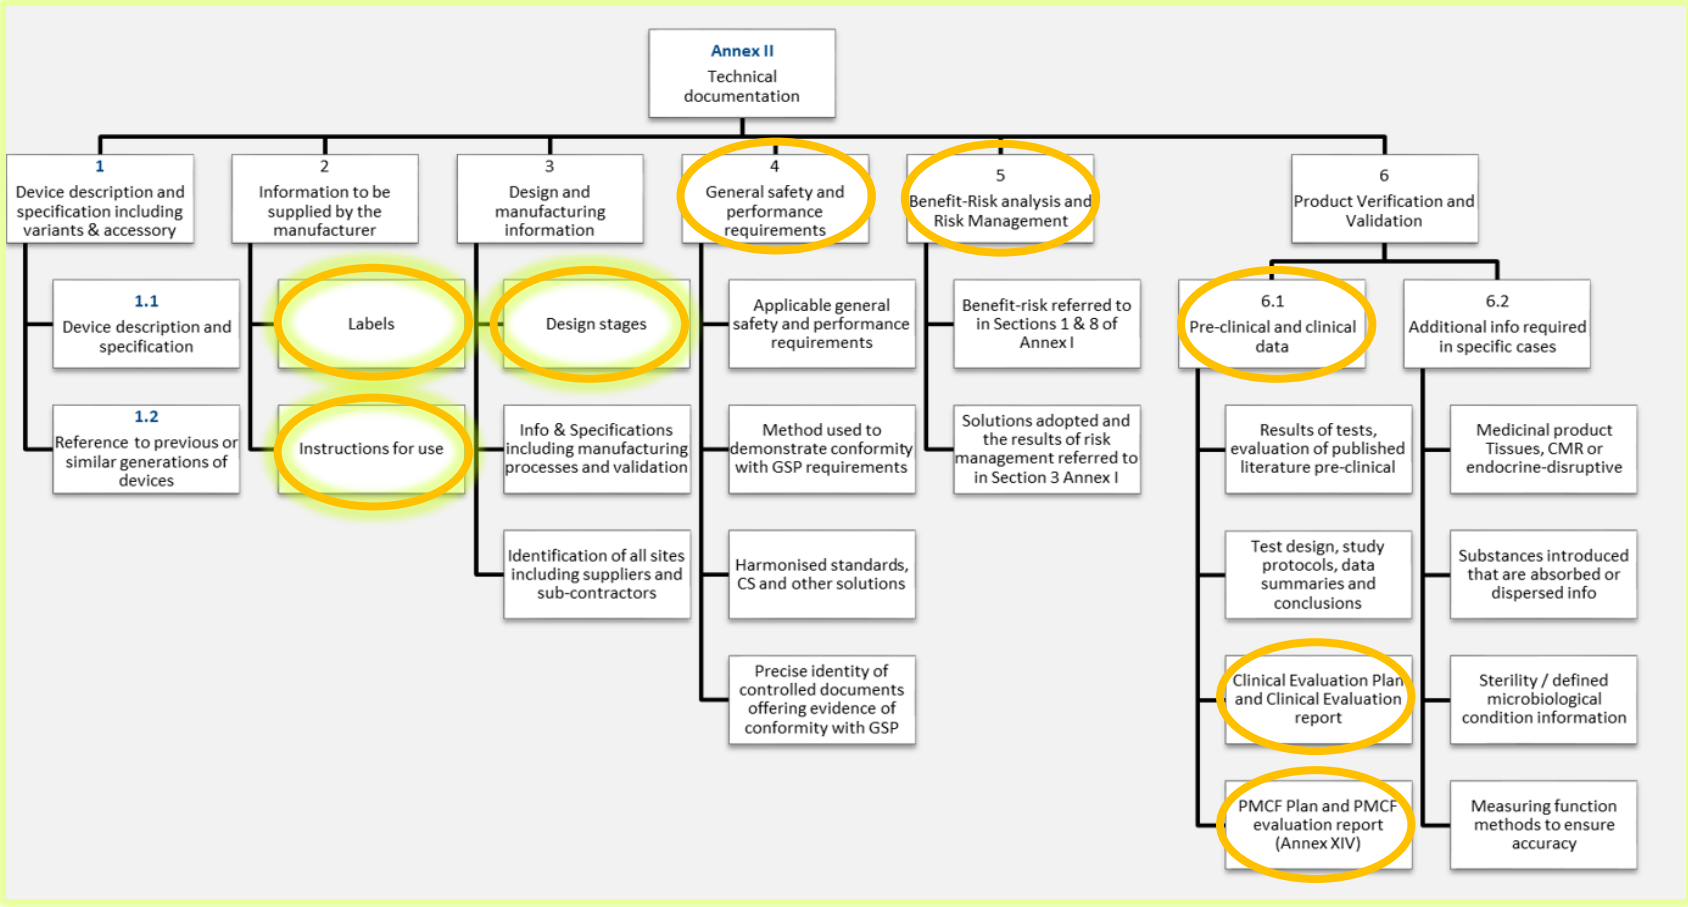 Annex II
Technical
documentation
1
Device description and
specification including
variants & accessory
2
Information to be
supplied by the
manufacturer
3
Design and
manufacturing
information
4
General safety and
performance
requirements
5
Benefit-Risk analysis and
Risk Management
6
Product Verification and
Validation
1.1
Device description and
specification
1.2
Reference to previous or
similar generations of
devices
Labels
Instructions for use
Design stages
Info & Specifications
including manufacturing
processes and validation
Identification of all sites
including suppliers and
sub-contractors
Applicable general
safety and performance
requirements
Method used to
demonstrate conformity
with GSP requirements
Harmonised standards,
CS and other solutions
Precise identity of
controlled documents
offering evidence of
conformity with GSP
Benefit-risk referred to
in Sections 1 & 8 of
Annex I
Solutions adopted and
the results of risk
management referred to
in Section 3 Annex I
6.1
Pre-clinical and clinical
data
Results of tests,
evaluation of published
literature pre-clinical
Test design, study
protocols, data
summaries and
conclusions
Clinical Evaluation Plan
and Clinical Evaluation
report
PMCF Plan and PMCF
evaluation report
(Annex XIV)
6.2
Additional info required
in specific cases
Medicinal product
Tissues, CMR or
endocrine-disruptive
Substances introduced
that are absorbed or
dispersed info
Sterility / defined
microbiological
condition information
Measuring function
methods to ensure
accuracy